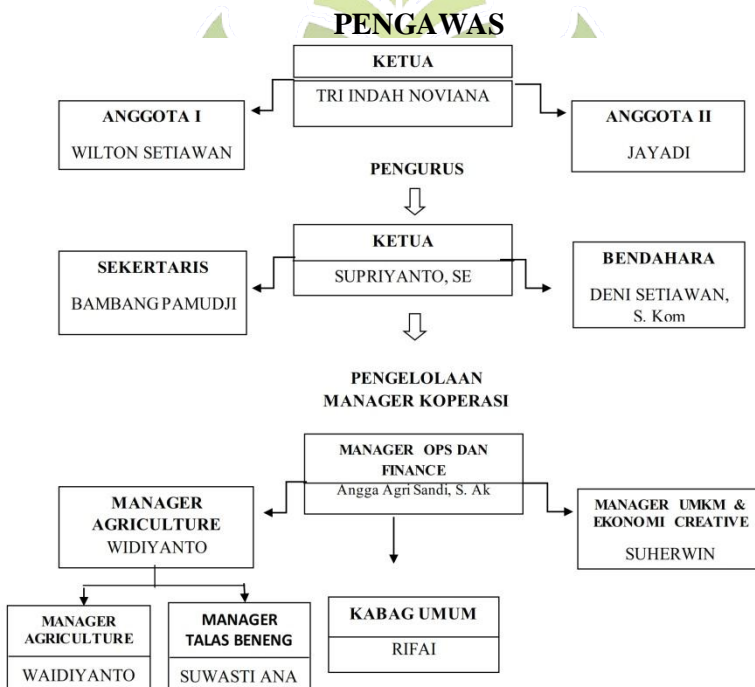 PENGAWAS
KETUA
TRI INDAH NOVIANA
ANGGOTA I
WILTON SETIAWAN
ANGGOTA II
JAYADI
PENGURUS
KETUA
SUPRIYANTO, SE
SEKERTARIS
BAMBANG PAMUDJI
BENDAHARA
DENI SETIAWAN,
S. Kom
PENGELOLAAN
MANAGER KOPERASI
MANAGER OPS DAN
FINANCE
Angga Agri Sandi, S. Ak
MANAGER
AGRICULTURE
WIDIYANTO
MANAGER UMKM &
EKONOMI CREATIVE
SUHERWIN
MANAGER
AGRICULTURE
WAIDIYANTO
MANAGER
TALAS BENENG
SUWASTI ANA
KABAG UMUM
RIFAI